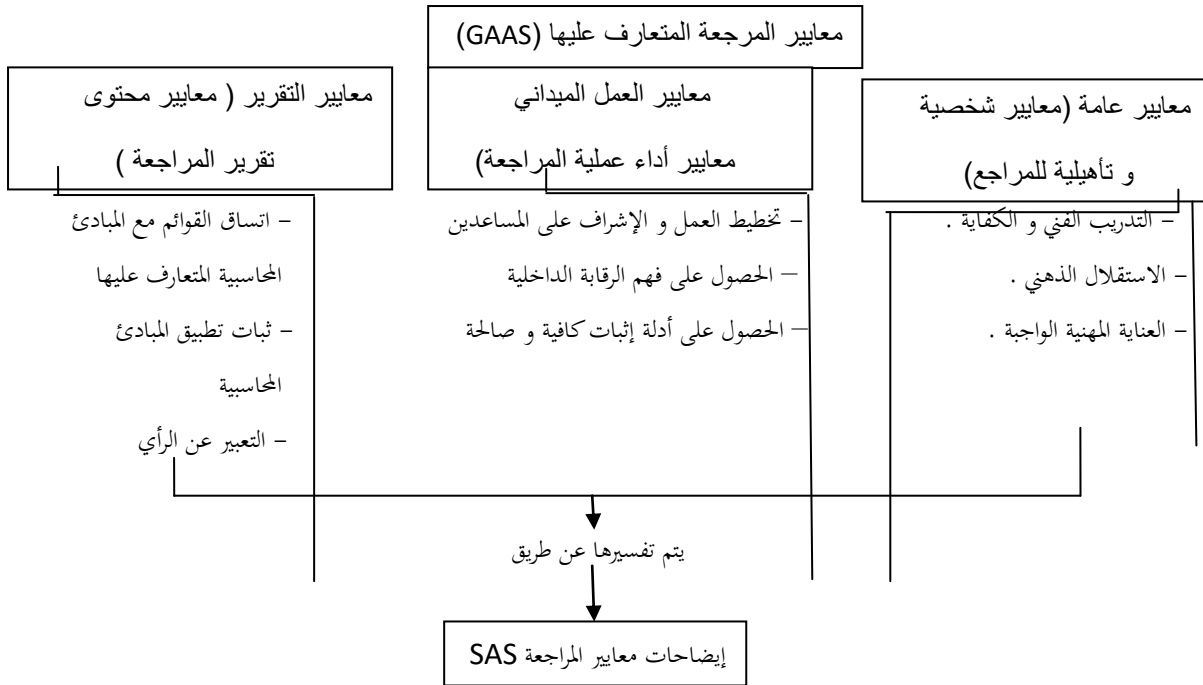 معايير المرجعة المتعارف عليها (GAAS)
معايير عامة (معايير شخصية
و تأهيلية للمراجع)
– التدريب الفني و الكفاية .
– الاستقلال الذهني .
– العناية المهنية الواجبة .
معايير العمل الميداني
معايير أداء عملية المراجعة)
– تخطيط العمل و الإشراف على المساعدين
– الحصول على فهم الرقابة الداخلية
– الحصول على أدلة إثبات كافية و صالحة
معايير التقرير ( معايير محتوى
تقرير المراجعة )
– اتساق القوائم مع المبادئ
المحاسبية المتعارف عليها
– ثبات تطبيق المبادئ
المحاسبية
– التعبير عن الرأي
يتم تفسيرها عن طريق
إيضاحات معايير المراجعة SAS